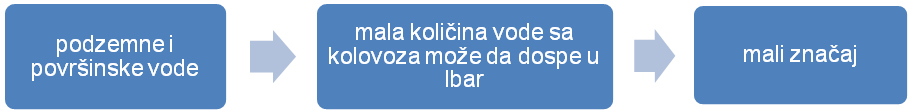 podzemne i
površinske vode
mala količina vode sa
kolovoza može da dospe u
Ibar
mali značaj